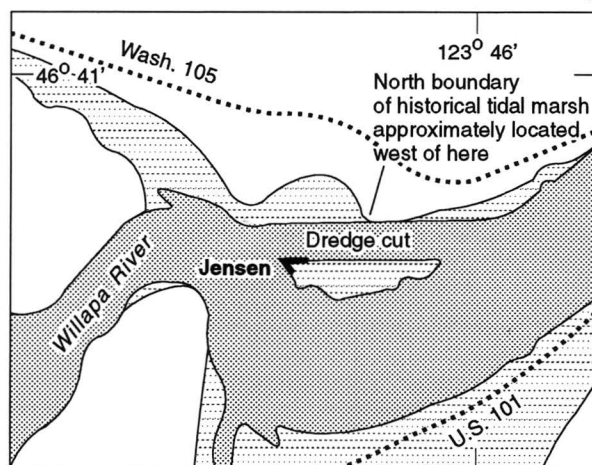 Wash. 105
123° 46'
46° 41'
North boundary
of historical tidal marsh
approximately located
west of here
Dredge cut
Jensen
Willapa River
U.S. 101